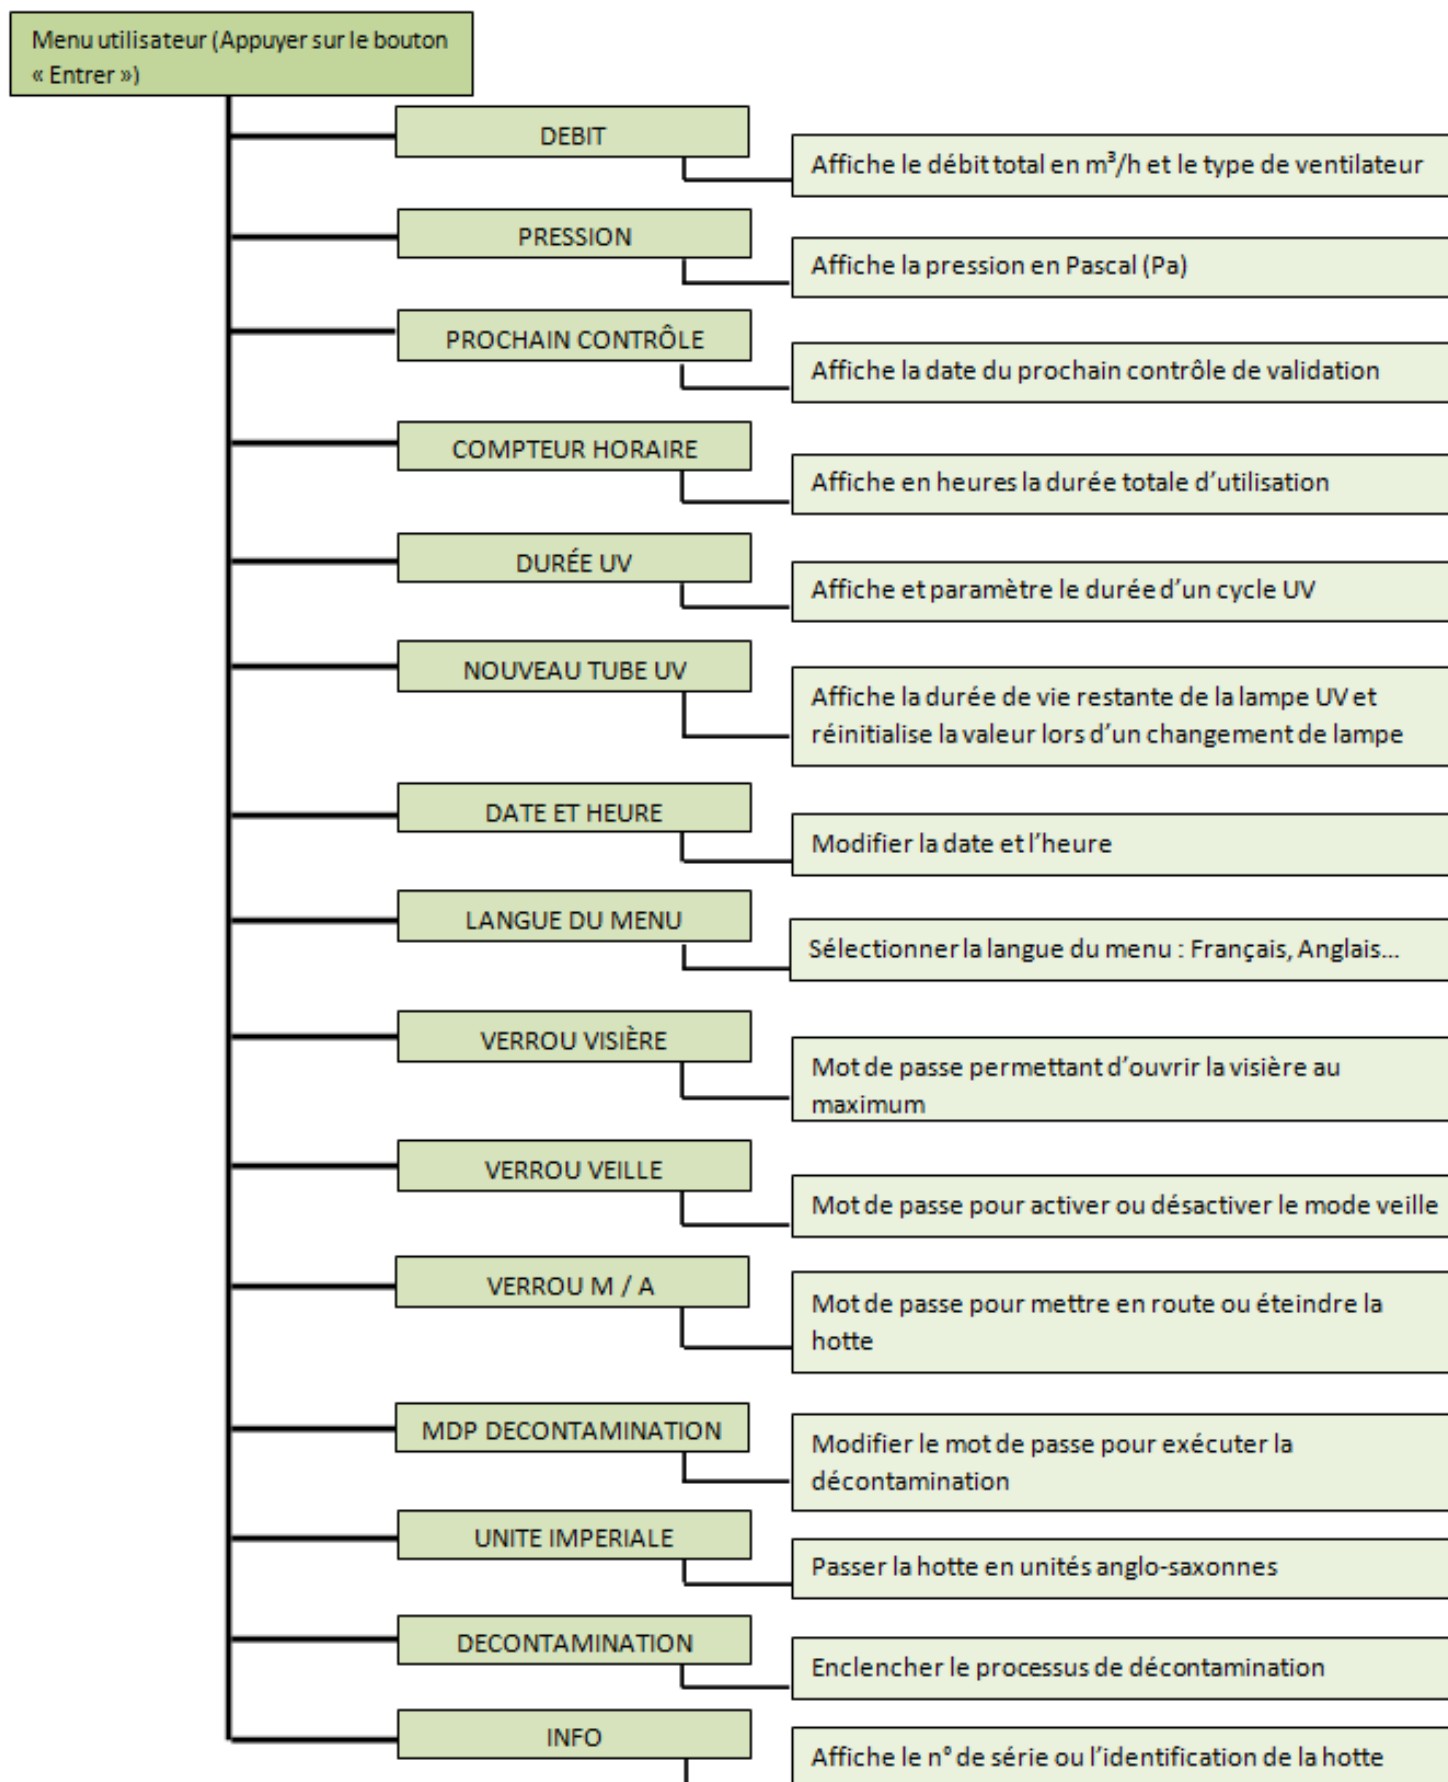 Menu utilisateur (Appuyer sur le bouton
« Entrer »)
DEBIT
Affiche le débit total en m³/h et le type de ventilateur
PRESSION
Affiche la pression en Pascal (Pa)
PROCHAIN CONTRÔLE
Affiche la date du prochain contrôle de validation
COMPTEUR HORAIRE
Affiche en heures la durée totale d’utilisation
DURÉE UV
Affiche et paramètre le durée d’un cycle UV
NOUVEAU TUBE UV
Affiche la durée de vie restante de la lampe UV et
réinitialise la valeur lors d’un changement de lampe
DATE ET HEURE
Modifier la date et l’heure
LANGUE DU MENU
Sélectionner la langue du menu : Français, Anglais...
VERROU VISIÈRE
Mot de passe permettant d’ouvrir la visière au
maximum
VERROU VEILLE
Mot de passe pour activer ou désactiver le mode veille
VERROU M / A
Mot de passe pour mettre en route ou éteindre la
hotte
MDP DECONTAMINATION
Modifier le mot de passe pour exécuter la
décontamination
UNITE IMPERIALE
Passer la hotte en unités anglo-saxonnes
DECONTAMINATION
Enclencher le processus de décontamination
INFO
Affiche le n° de série ou l’identification de la hotte